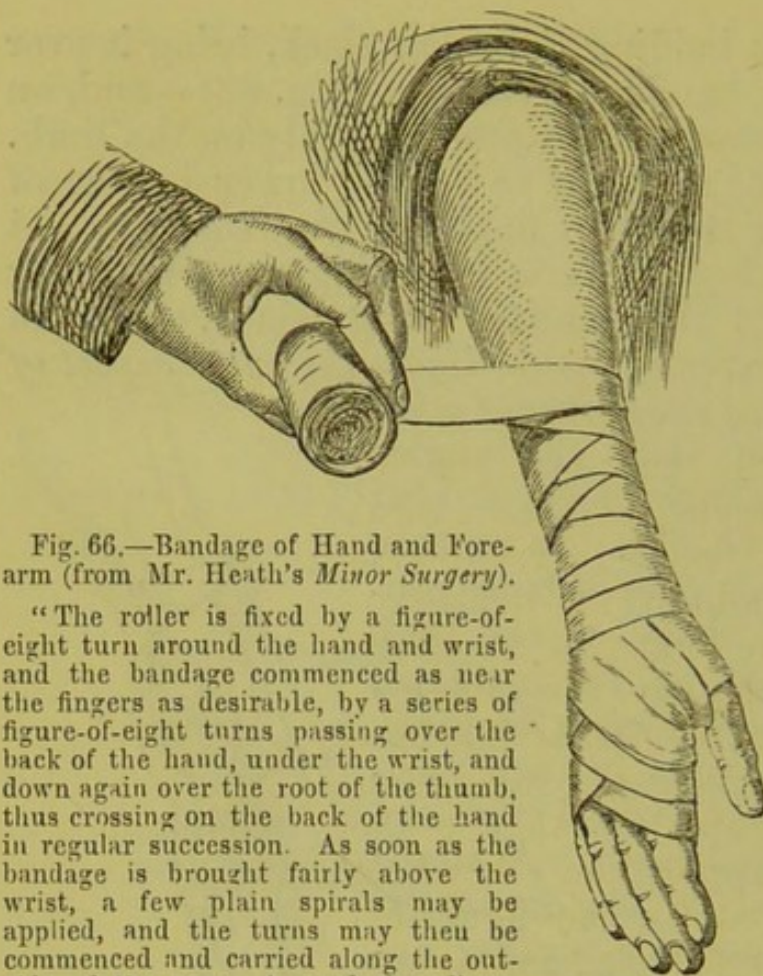 Fig. 66.—Bandage of Hand and Fore-
arm (from Mr. Heath's Minor Surgery).
"The roller is fixed by a figure-of-
eight turn around the hand and wrist,
and the bandage commenced as near
the fingers as desirable, by a series of
figure-of-eight turns passing over the
back of the hand, under the wrist, and
down again over the root of the thumb,
thus crossing on the back of the hand
in regular succession. As soon as the
bandage is brought fairly above the
wrist, a few plain spirals may be
applied, and the turns may then be
commenced and carried along the out-